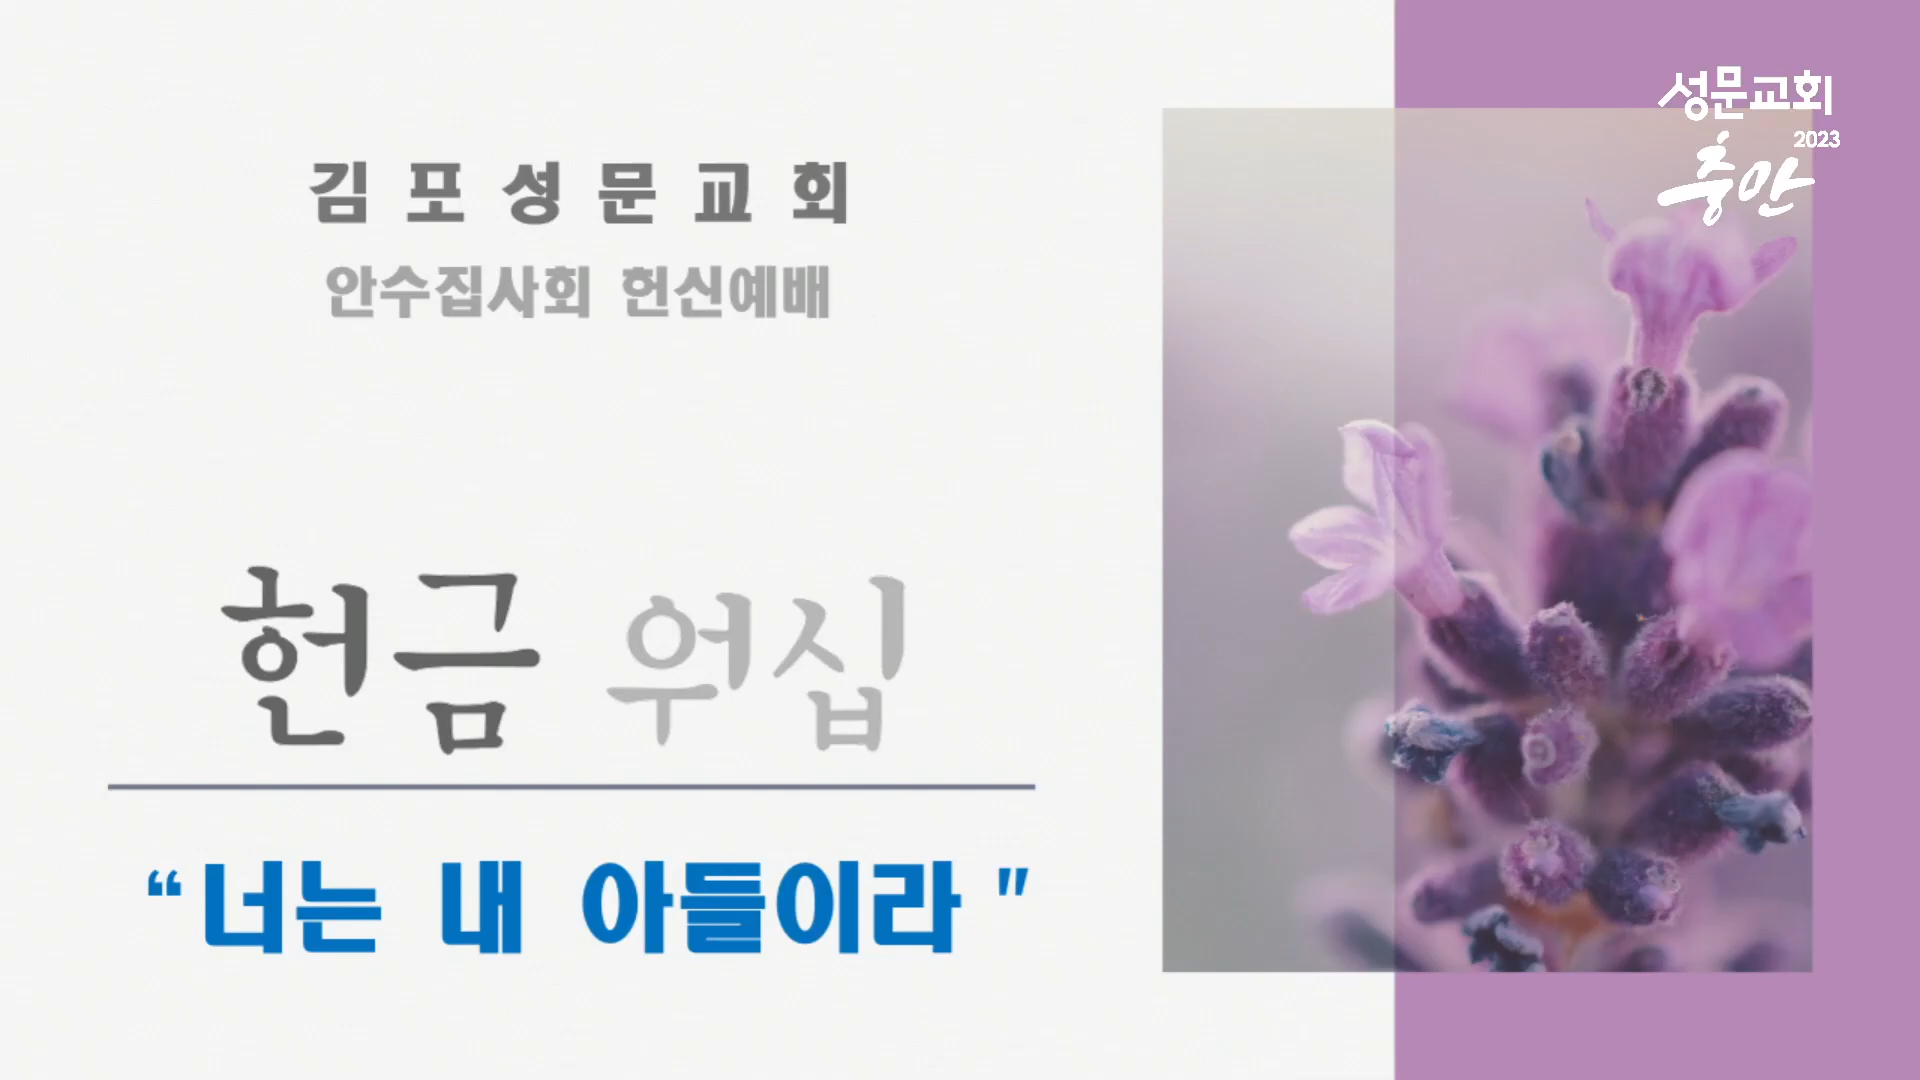 김포성문교회
안수집사회 헌신예배
헌금 워십
“너는 내 아들이라"
성문교회
2023
충만